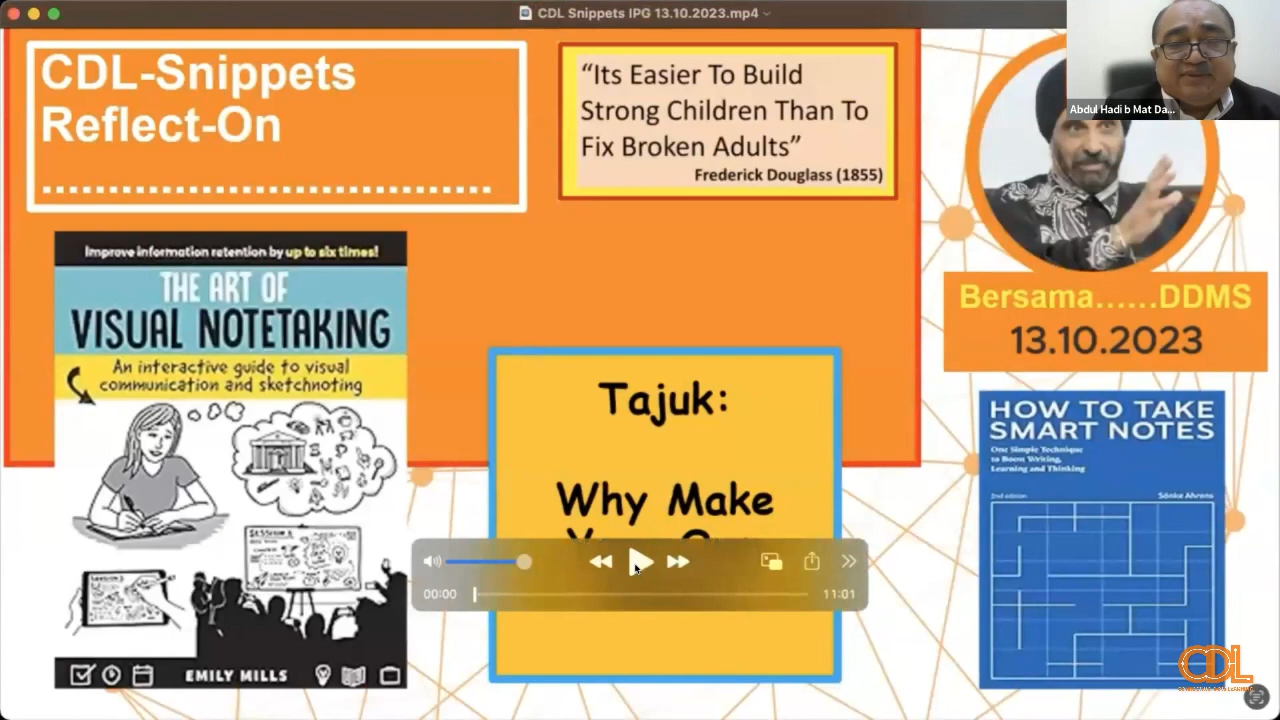 CDL Snippets IPG 13.10.2023.mp4
Abdul Hadi b Mat Da...
CDL-Snippets
Reflect-On
“Its Easier To Build
Strong Children Than To
Fix Broken Adults”
Frederick Douglass (1855)
Improve information retention by up to six times!
THE ART OF
VISUAL NOTETAKING
An interactive guide to visual
communication and sketchnoting
EMILY MILLS
Tajuk:
Why Make
00:00
11:01
Bersama......DDMS
13.10.2023
HOW TO TAKE
SMART NOTES
One Simple Technique
to Boost Writing,
Learning and Thinking
2nd edition
Sönke Ahrens
CDL